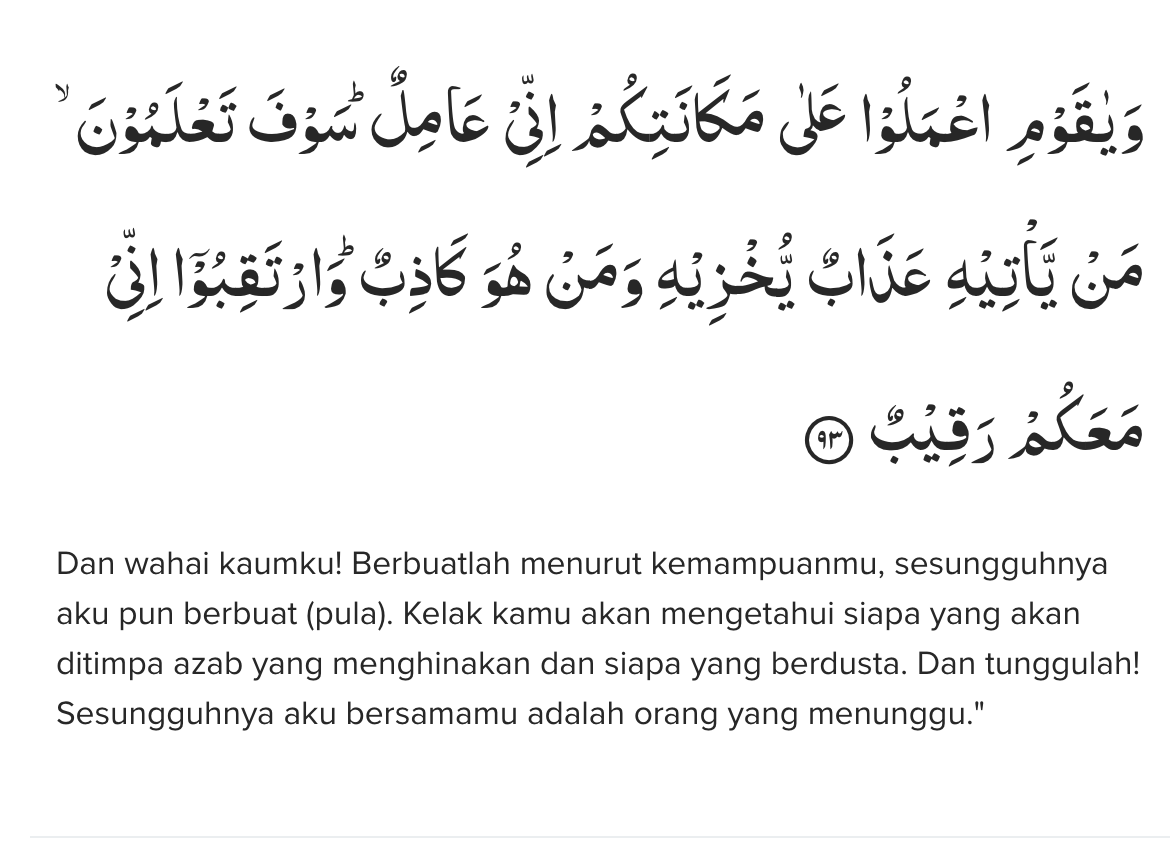 وَيٰقَوْمِ اعْمَلُوْا عَلٰى مَكَانَتِكُمْ اِنِّيْ عَامِلٌ ۗسَوْفَ تَعْلَمُوْنَ ۙ
مَنْ يَّأْتِيْهِ عَذَابٌ يُّخْزِيْهِ وَمَنْ هُوَ كَاذِبٌ ۗوَارْتَقِبُوْٓا اِنِّيْ
مَعَكُمْ رَقِيْبٌ ٩٣
Dan wahai kaumku! Berbuatlah menurut kemampuanmu, sesungguhnya
aku pun berbuat (pula). Kelak kamu akan mengetahui siapa yang akan
ditimpa azab yang menghinakan dan siapa yang berdusta. Dan tunggulah!
Sesungguhnya aku bersamamu adalah orang yang menunggu."